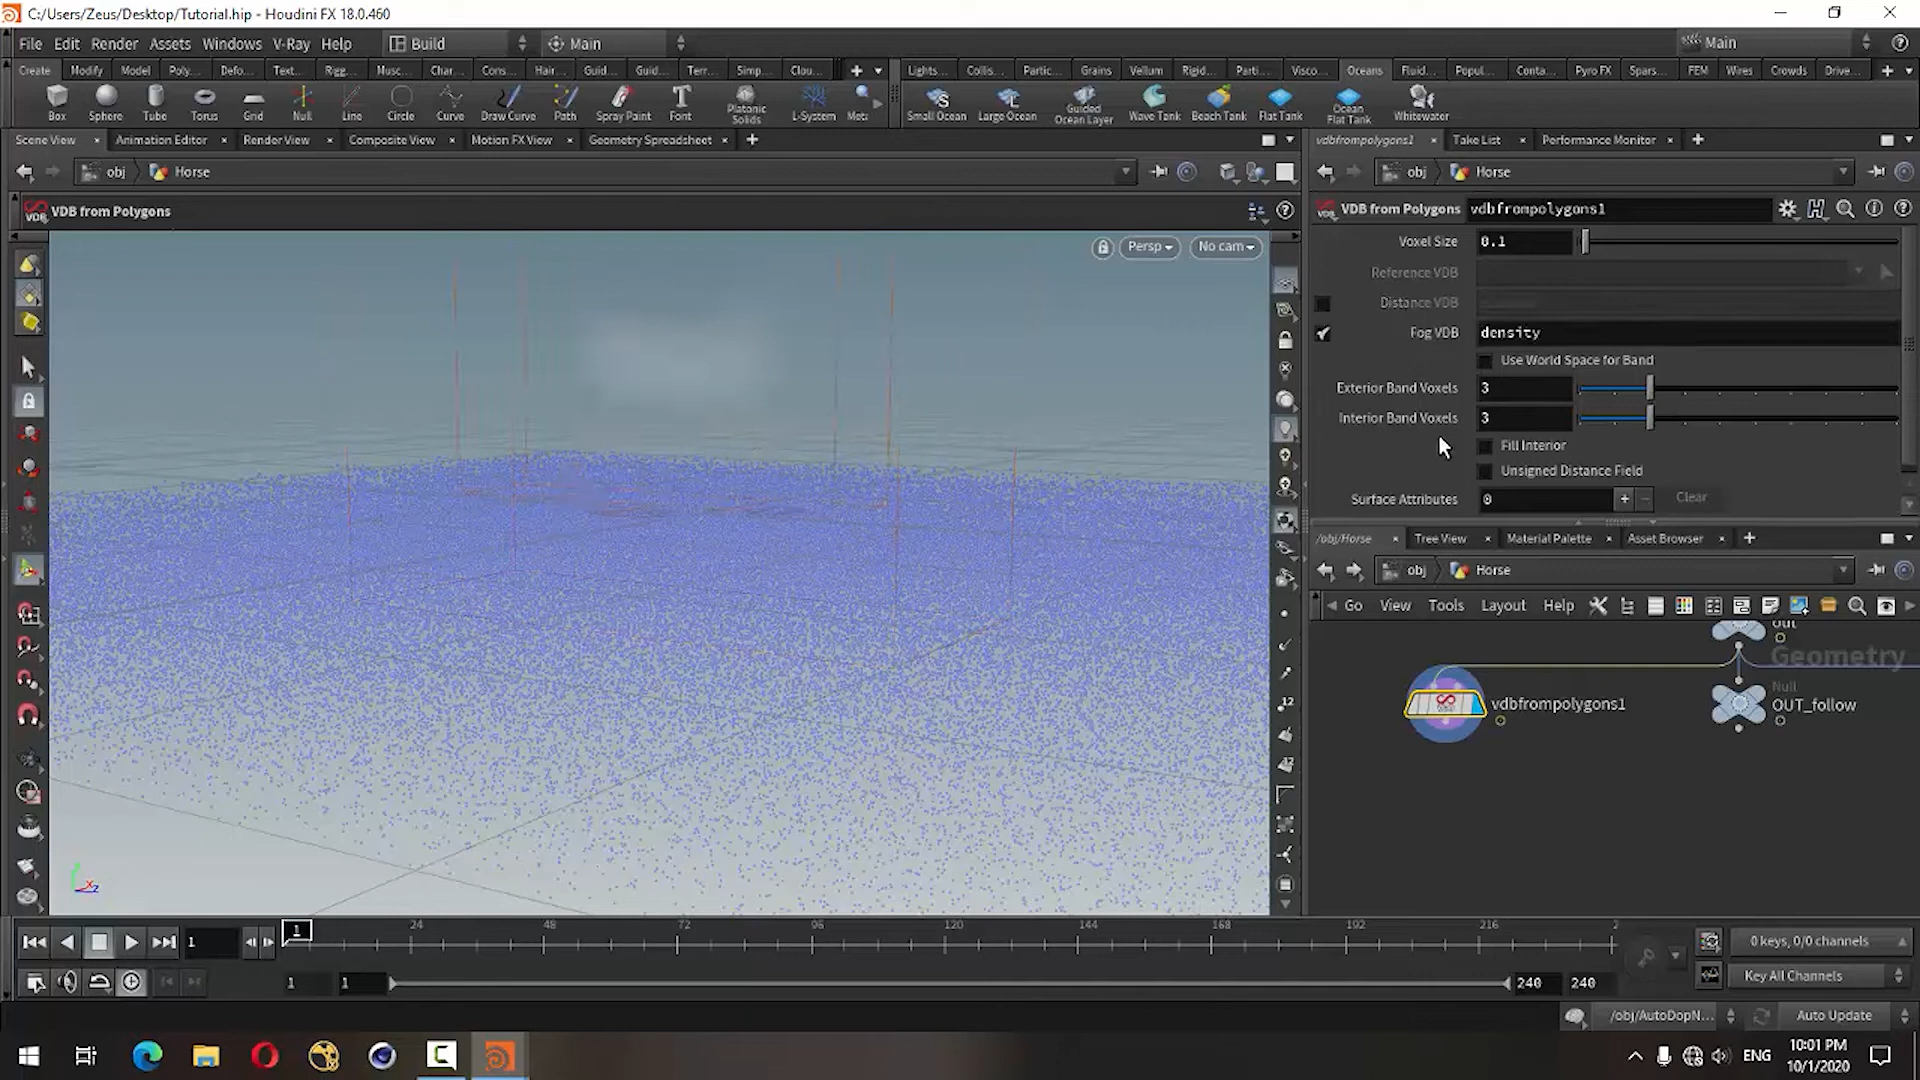 C:/Users/Zeus/Desktop/Tutorial.hip - Houdini FX 18.0.460
File Edit Render Assets Windows V-Ray Help Build Main Main
Create Modify Model Poly... Defo... Text... Rigg... Musc... Char... Cons... Hair... Guid... Guid... Terr... Simp... Clou... Lights... Collis... Partic... Grains Vellum Rigid... Parti... Visco... Oceans Fluid... Popul... Conta... Pyro FX Spars... FEM Wires Crowds Drive...
Box Sphere Tube Torus Grid Null Line Circle Curve Draw Curve Path Spray Paint Font Platonic Solids L-System Small Ocean Large Ocean Guided Ocean Layer Wave Tank Beach Tank Flat Tank Ocean Flat Tank Whitewater
Scene View Animation Editor Render View Composite View Motion FX View Geometry Spreadsheet vdbfrompolygons1 Take List Performance Monitor
obj Horse obj Horse
VDB from Polygons
VDB from Polygons vdbfrompolygons1
Persp No cam
Voxel Size 0.1
Reference VDB
Distance VDB
Fog VDB density
Use World Space for Band
Exterior Band Voxels 3
Interior Band Voxels 3
Fill Interior
Unsigned Distance Field
Surface Attributes 0 + - Clear
/obj/Horse Tree View Material Palette Asset Browser
obj Horse
Go View Tools Layout Help
out
Geometry
vdbfrompolygons1
Null
OUT_follow
1 1 24 48 72 96 120 144 168 192 216 2
0 keys, 0/0 channels
1 1 240 240
Key All Channels
/obj/AutoDopN... Auto Update
ENG
10:01 PM
10/1/2020